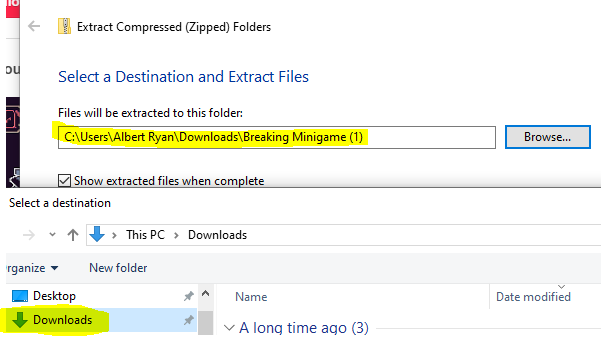 Extract Compressed (Zipped) Folders
Select a Destination and Extract Files
Files will be extracted to this folder:
C:\Users\Albert Ryan\Downloads\Breaking Minigame (1)
Browse...
Show extracted files when complete
Select a destination
This PC > Downloads
New folder
Desktop
Name
Date modified
Downloads
A long time ago (3)